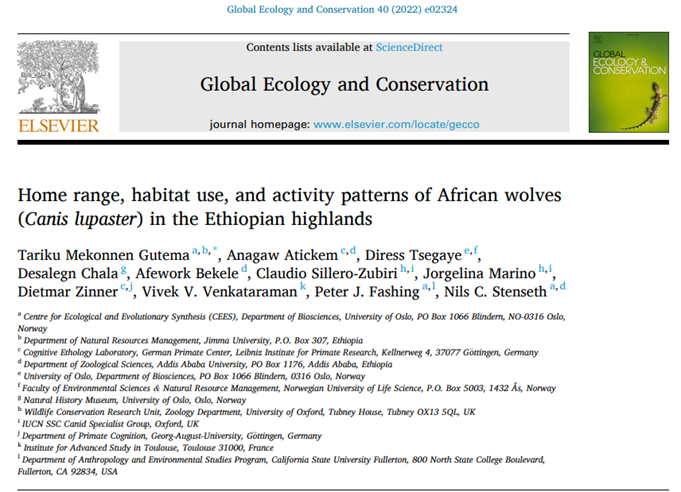 Global Ecology and Conservation 40 (2022) e02324
Contents lists available at ScienceDirect
Global Ecology and Conservation
journal homepage: www.elsevier.com/locate/gecco
ELSEVIER
GLOBAL
ECOLOGY &
CONSERVATION
Home range, habitat use, and activity patterns of African wolves
(Canis lupaster) in the Ethiopian highlands
Tariku Mekonnen Gutema a,b,*, Anagaw Atickem c,d, Diress Tsegaye e,f,
Desalegn Chala g, Afework Bekele d, Claudio Sillero-Zubiri h,i, Jorgelina Marino h,i,
Dietmar Zinner c,j, Vivek V. Venkataraman k, Peter J. Fashing a,l, Nils C. Stenseth a,d
a Centre for Ecological and Evolutionary Synthesis (CEES), Department of Biosciences, University of Oslo, PO Box 1066 Blindern, NO-0316 Oslo,
Norway
b Department of Natural Resources Management, Jimma University, P.O. Box 307, Ethiopia
c Cognitive Ethology Laboratory, German Primate Center, Leibniz Institute for Primate Research, Kellnerweg 4, 37077 Göttingen, Germany
d Department of Zoological Sciences, Addis Ababa University, PO Box 1176, Addis Ababa, Ethiopia
e University of Oslo, Department of Biosciences, PO Box 1066 Blindern, 0316 Oslo, Norway
f Faculty of Environmental Sciences & Natural Resource Management, Norwegian University of Life Science, P.O. Box 5003, 1432 Ås, Norway
g Natural History Museum, University of Oslo, Oslo, Norway
h Wildlife Conservation Research Unit, Zoology Department, University of Oxford, Tubney House, Tubney OX13 5QL, UK
i IUCN SSC Canid Specialist Group, Oxford, UK
j Department of Primate Cognition, Georg-August-University, Göttingen, Germany
k Institute for Advanced Study in Toulouse, Toulouse 31000, France
l Department of Anthropology and Environmental Studies Program, California State University Fullerton, 800 North State College Boulevard,
Fullerton, CA 92834, USA